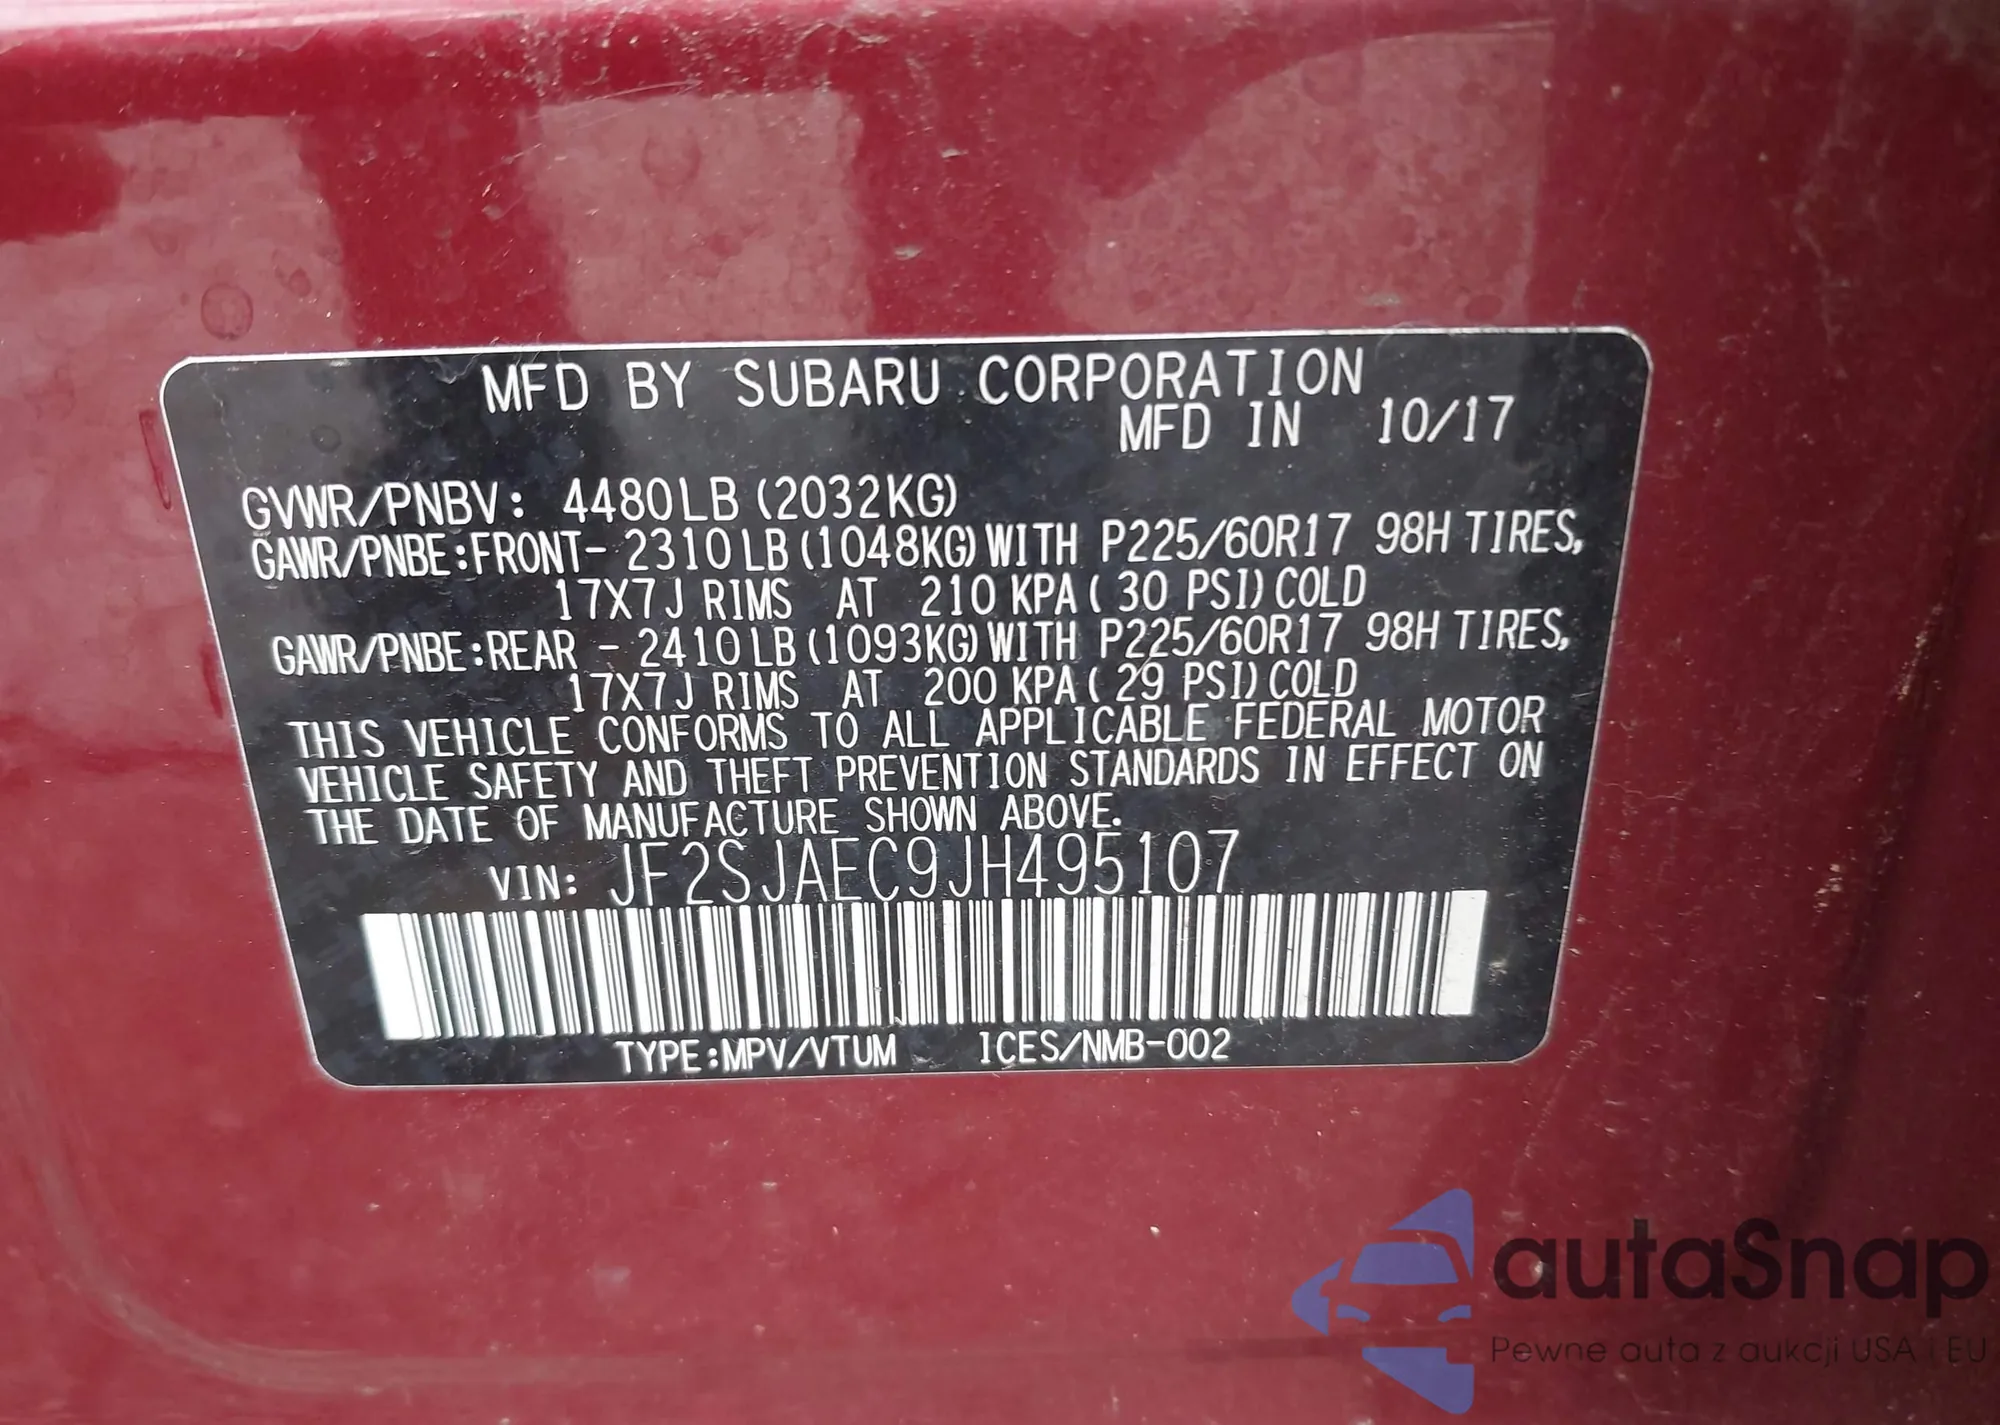 MFD BY SUBARU CORPORATION
MFD IN 10/17
GVWR/PNBV: 4480LB (2032KG)
GAWR/PNBE:FRONT- 2310LB (1048KG) WITH P225/60R17 98H TIRES,
17X7J RIMS AT 210 KPA ( 30 PSI) COLD
GAWR/PNBE:REAR - 2410LB (1093KG) WITH P225/60R17 98H TIRES,
17X7J RIMS AT 200 KPA ( 29 PSI) COLD
THIS VEHICLE CONFORMS TO ALL APPLICABLE FEDERAL MOTOR
VEHICLE SAFETY AND THEFT PREVENTION STANDARDS IN EFFECT ON
THE DATE OF MANUFACTURE SHOWN ABOVE.
VIN: JF2SJAEC9JH495107
TYPE:MPV/VTUM ICES/NMB-002
autaSnap
Pewne auta z aukcji USA i EU